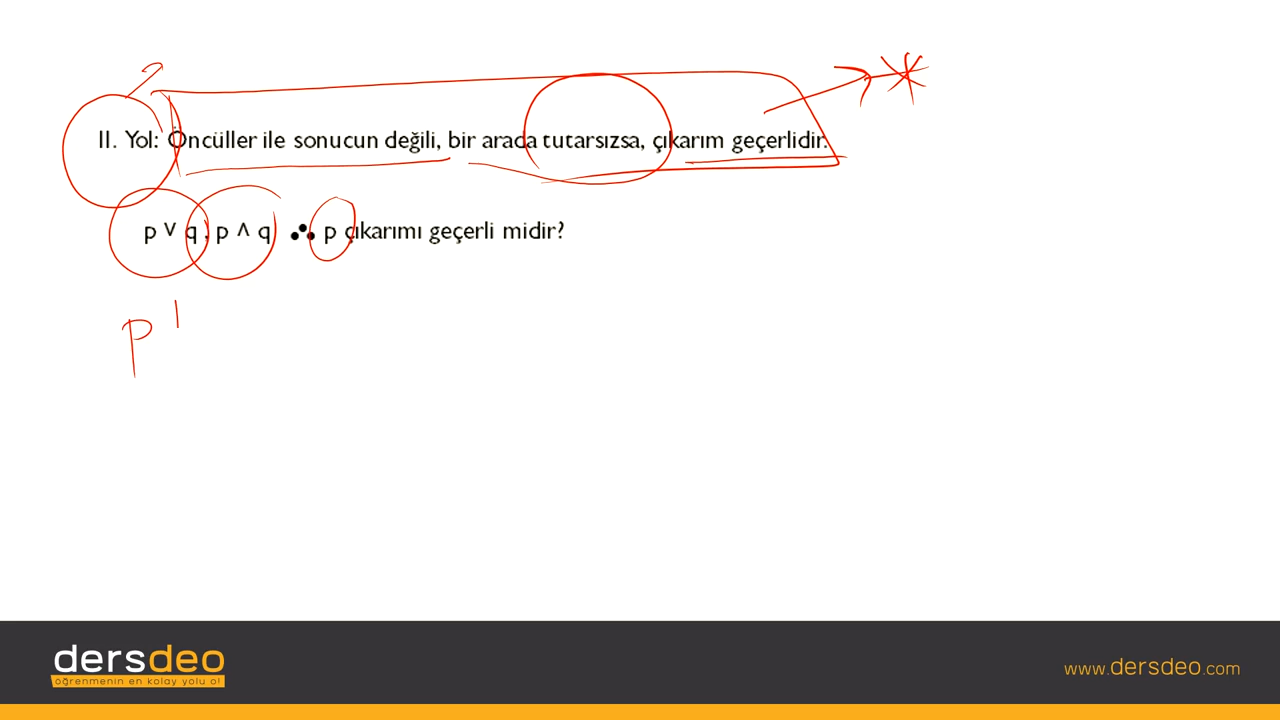 2
II. Yol: Öncüller ile sonucun değili, bir arada tutarsızsa, çıkarım geçerlidir.
p ∨ q , p ∧ q ∴ p çıkarımı geçerli midir?
p'
dersdeo
öğrenmenin en kolay yolu o!
www.dersdeo.com